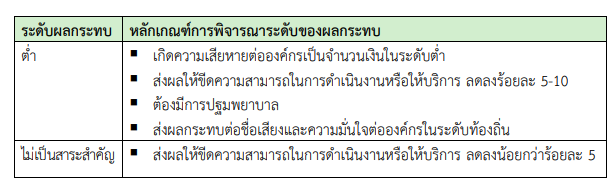 ระดับผลกระทบ หลักเกณฑ์การพิจารณาระดับของผลกระทบ
ต่ำ ▪ เกิดความเสียหายต่อองค์กรเป็นจำนวนเงินในระดับต่ำ
▪ ส่งผลให้ขีดความสามารถในการดำเนินงานหรือให้บริการ ลดลงร้อยละ 5-10
▪ ต้องมีการปฐมพยาบาล
▪ ส่งผลกระทบต่อชื่อเสียงและความมั่นใจต่อองค์กรในระดับท้องถิ่น
ไม่เป็นสาระสำคัญ ▪ ส่งผลให้ขีดความสามารถในการดำเนินงานหรือให้บริการ ลดลงน้อยกว่าร้อยละ 5